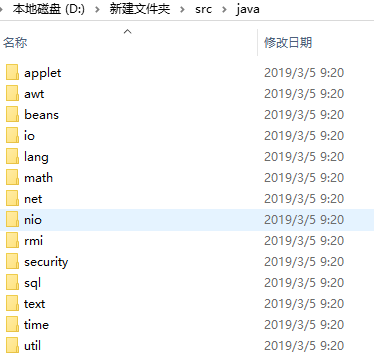 本地磁盘 (D:) › 新建文件夹 › src › java
名称 修改日期
applet 2019/3/5 9:20
awt 2019/3/5 9:20
beans 2019/3/5 9:20
io 2019/3/5 9:20
lang 2019/3/5 9:20
math 2019/3/5 9:20
net 2019/3/5 9:20
nio 2019/3/5 9:20
rmi 2019/3/5 9:20
security 2019/3/5 9:20
sql 2019/3/5 9:20
text 2019/3/5 9:20
time 2019/3/5 9:20
util 2019/3/5 9:20